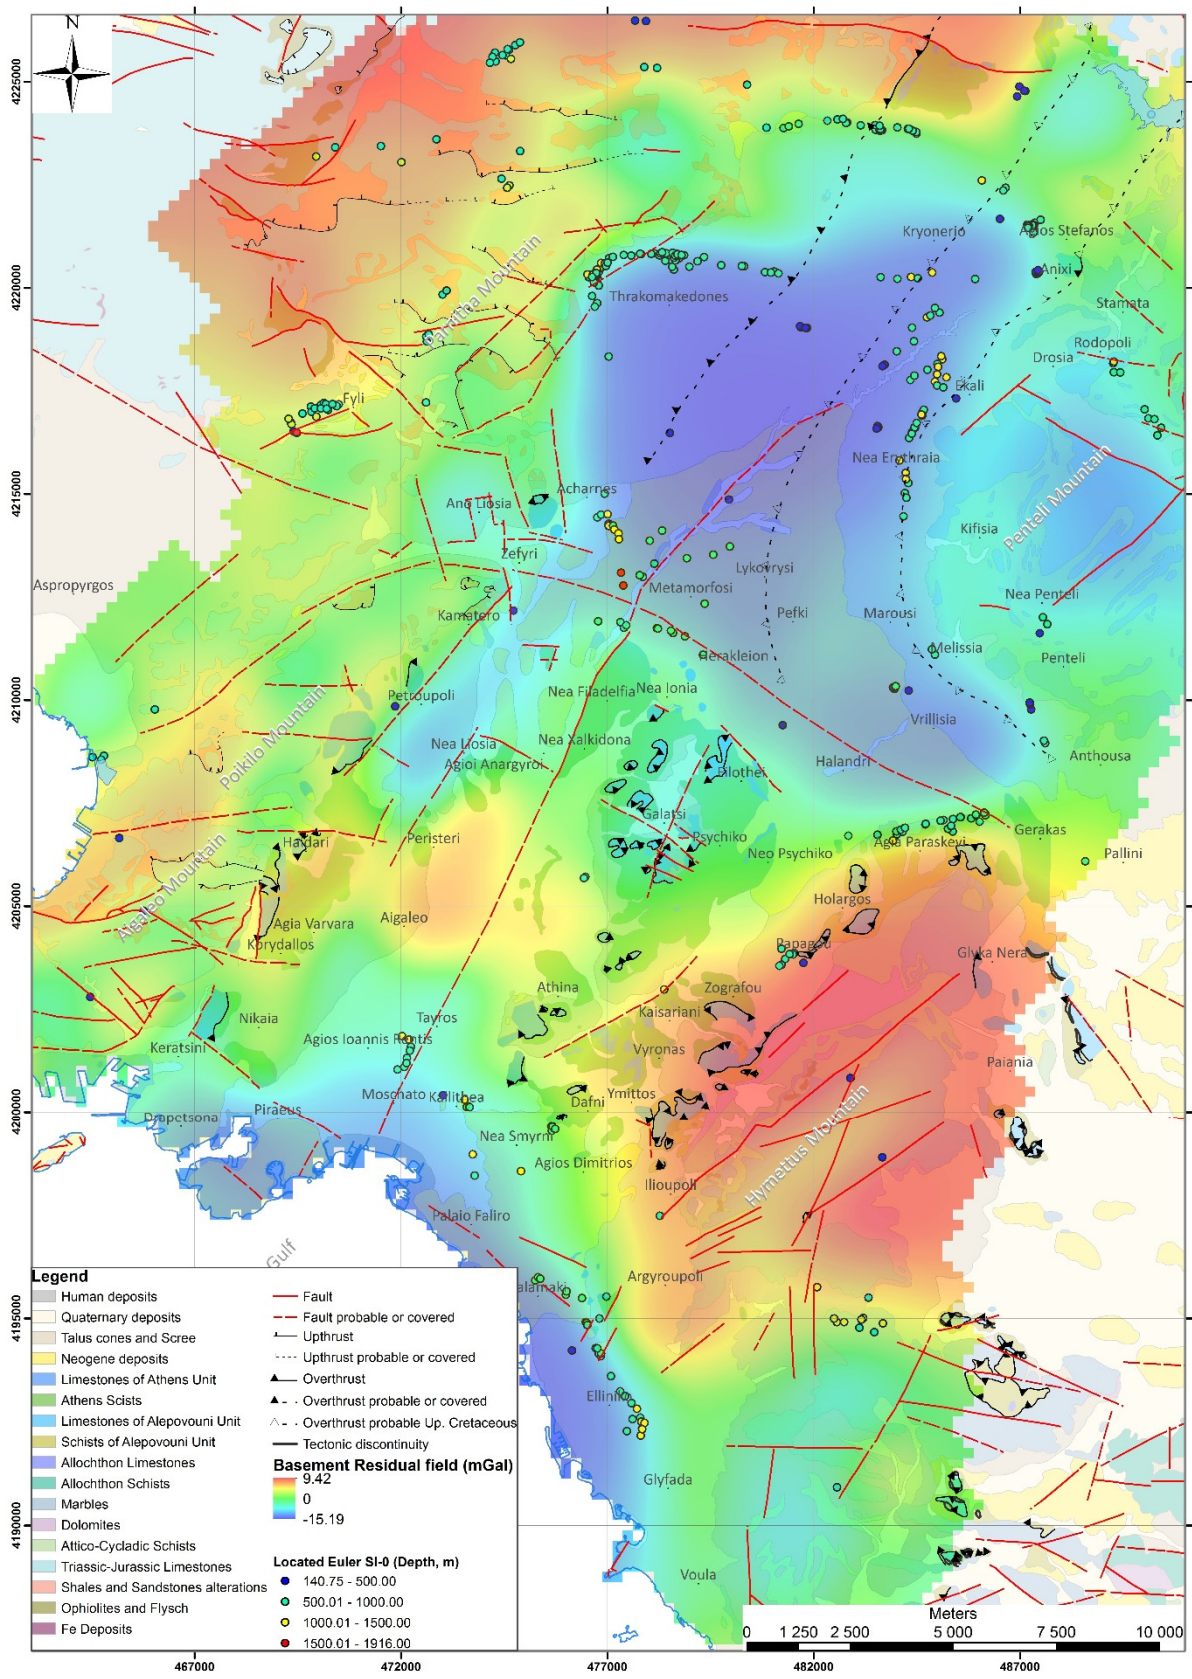 N
4225000
4220000
4215000
4210000
4205000
4200000
4195000
4190000
Parnitha Mountain
Kryonerio
Agios Stefanos
Anixi
Stamata
Thrakomakedones
Rodopoli
Drosia
Ekali
Fyli
Nea Erythraia
Penteli Mountain
Acharnes
Ano Liosia
Kifisia
Zefyri
Lykovrysi
Aspropyrgos
Metamorfosi
Nea Penteli
Kamatero
Pefki
Marousi
Melissia
Herakleion
Penteli
Petroupoli
Nea Filadelfia
Nea Ionia
Poikilo Mountain
Vrillisia
Nea Liosia
Nea Xalkidona
Agioi Anargyroi
Halandri
Anthousa
Filothei
Galatsi
Peristeri
Psychiko
Gerakas
Haidari
Agia Paraskevi
Neo Psychiko
Pallini
Aigaleo Mountain
Holargos
Agia Varvara
Aigaleo
Korydallos
Papagou
Glyka Nera
Athina
Zografou
Nikaia
Tayros
Kaisariani
Agios Ioannis Rentis
Keratsini
Vyronas
Paiania
Moschato
Kallithea
Ymittos
Dafni
Drapetsona
Piraeus
Hymettus Mountain
Nea Smyrni
Agios Dimitrios
Ilioupoli
Palaio Faliro
Gulf
Argyroupoli
alamaki
Elliniko
Glyfada
Voula
Legend
Human deposits
Quaternary deposits
Talus cones and Scree
Neogene deposits
Limestones of Athens Unit
Athens Scists
Limestones of Alepovouni Unit
Schists of Alepovouni Unit
Allochthon Limestones
Allochthon Schists
Marbles
Dolomites
Attico-Cycladic Schists
Triassic-Jurassic Limestones
Shales and Sandstones alterations
Ophiolites and Flysch
Fe Deposits
Fault
Fault probable or covered
Upthrust
Upthrust probable or covered
Overthrust
Overthrust probable or covered
Overthrust probable Up. Cretaceous
Tectonic discontinuity
Basement Residual field (mGal)
9.42
0
-15.19
Located Euler SI-0 (Depth, m)
140.75 - 500.00
500.01 - 1000.00
1000.01 - 1500.00
1500.01 - 1916.00
Meters
0 1 250 2 500 5 000 7 500 10 000
467000 472000 477000 482000 487000